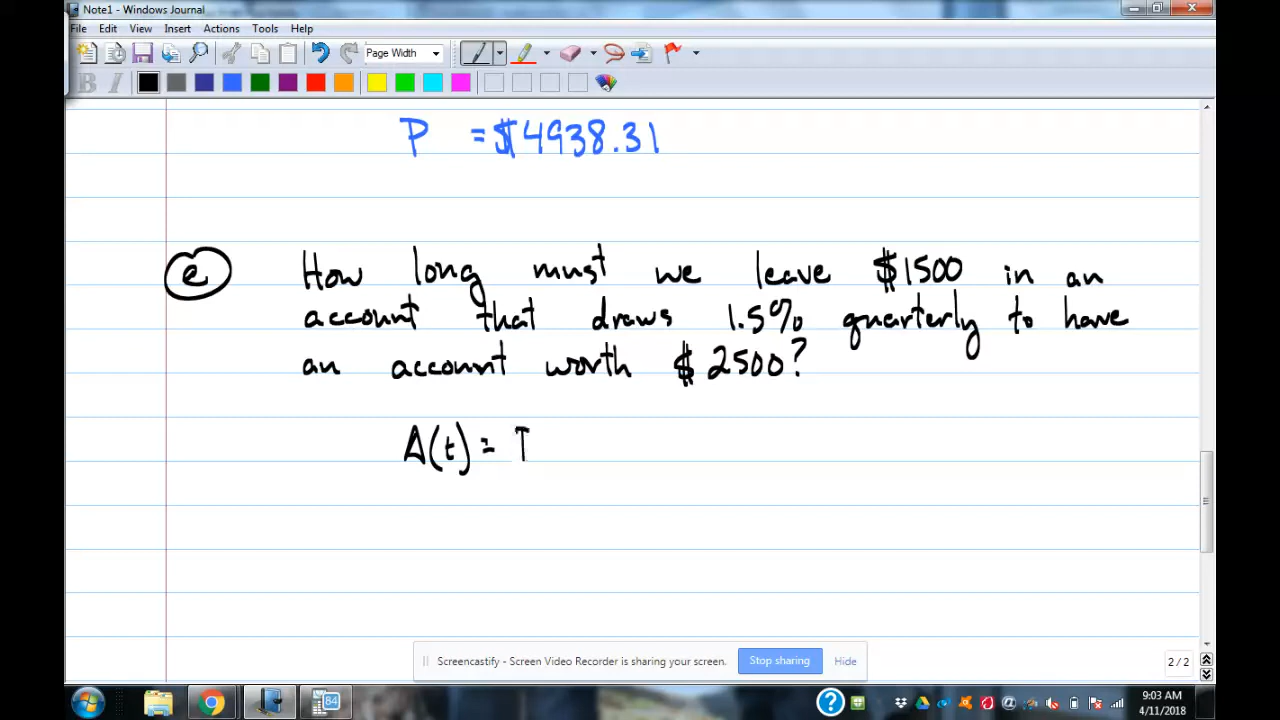 Note1 - Windows Journal
File Edit View Insert Actions Tools Help
Page Width
B I
P = $4938.31
e How long must we leave $1500 in an
account that draws 1.5% quarterly to have
an account worth $2500?
A(t) =
Screencastify - Screen Video Recorder is sharing your screen. Stop sharing Hide
2 / 2
84
9:03 AM
4/11/2018